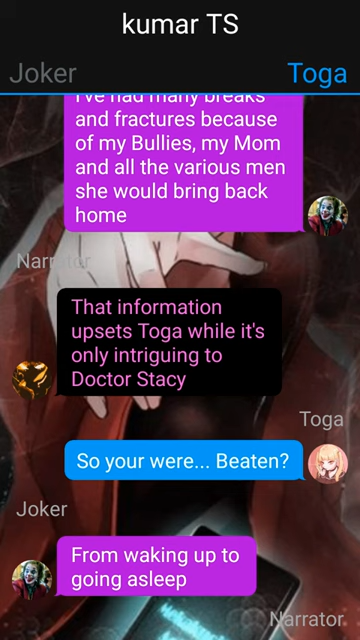 kumar TS
Joker
Toga
I've had many breaks
and fractures because
of my Bullies, my Mom
and all the various men
she would bring back
home
Narrator
That information
upsets Toga while it's
only intriguing to
Doctor Stacy
Toga
So your were... Beaten?
Joker
From waking up to
going asleep
Narrator